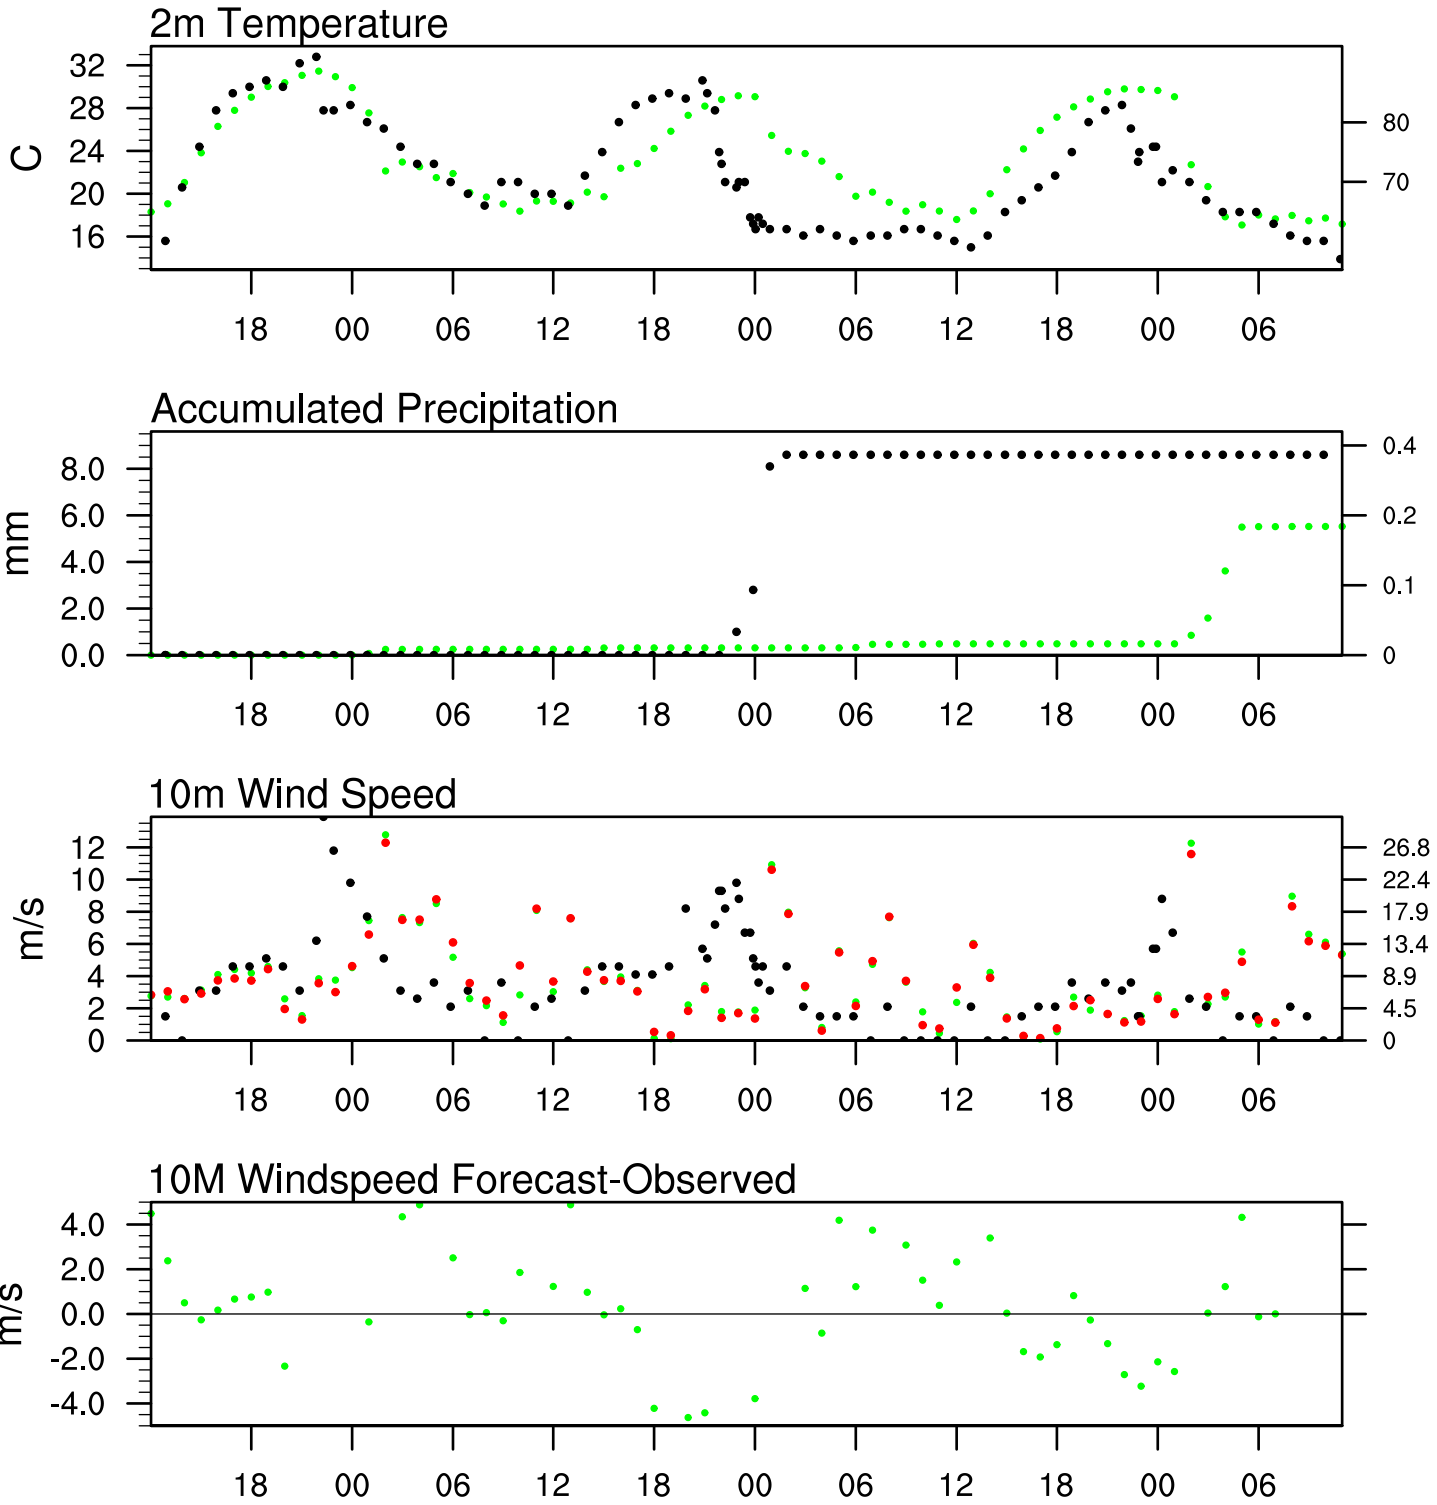 2m Temperature
32
28
24
20
16
C
80
70
18 00 06 12 18 00 06 12 18 00 06
Accumulated Precipitation
8.0
6.0
4.0
2.0
0.0
mm
0.4
0.2
0.1
0
18 00 06 12 18 00 06 12 18 00 06
10m Wind Speed
12
10
8
6
4
2
0
m/s
26.8
22.4
17.9
13.4
8.9
4.5
0
18 00 06 12 18 00 06 12 18 00 06
10M Windspeed Forecast-Observed
4.0
2.0
0.0
-2.0
-4.0
m/s
18 00 06 12 18 00 06 12 18 00 06